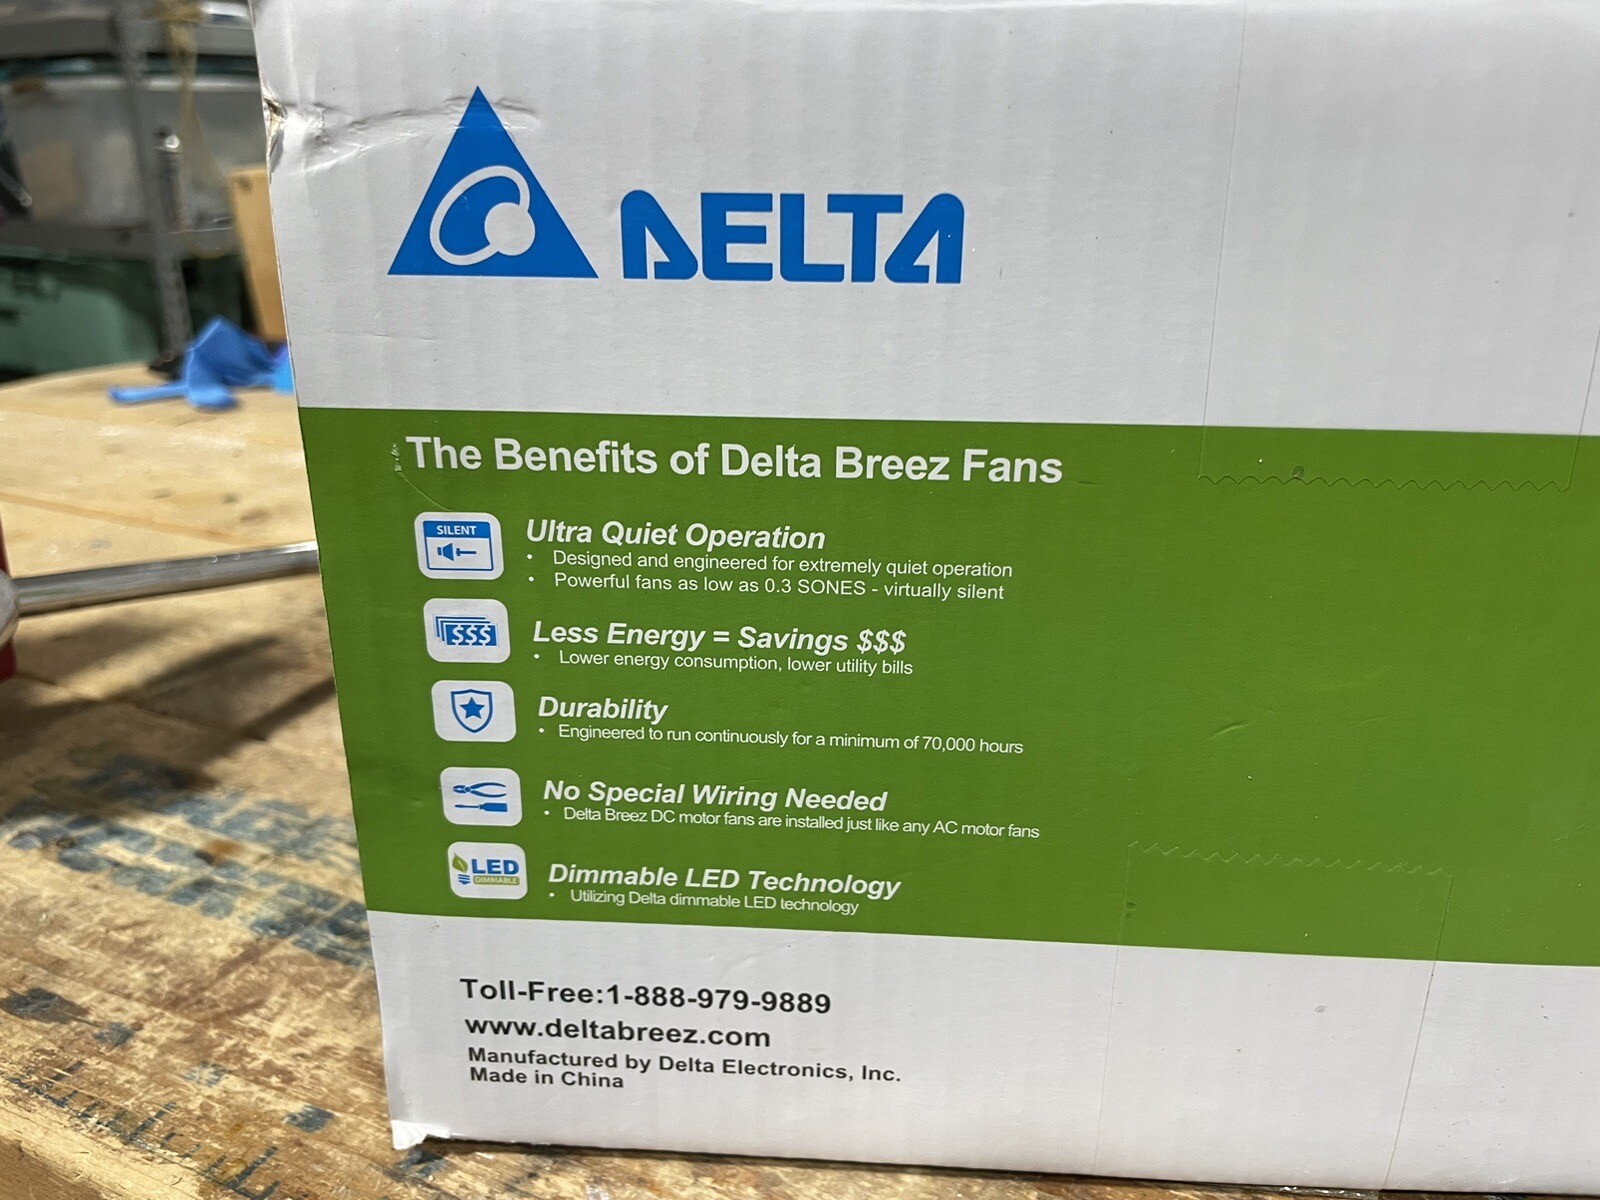 DELTA
The Benefits of Delta Breez Fans
SILENT
Ultra Quiet Operation
• Designed and engineered for extremely quiet operation
• Powerful fans as low as 0.3 SONES - virtually silent
$$$
Less Energy = Savings $$$
• Lower energy consumption, lower utility bills
Durability
• Engineered to run continuously for a minimum of 70,000 hours
No Special Wiring Needed
• Delta Breez DC motor fans are installed just like any AC motor fans
LED
DIMMABLE
Dimmable LED Technology
• Utilizing Delta dimmable LED technology
Toll-Free:1-888-979-9889
www.deltabreez.com
Manufactured by Delta Electronics, Inc.
Made in China